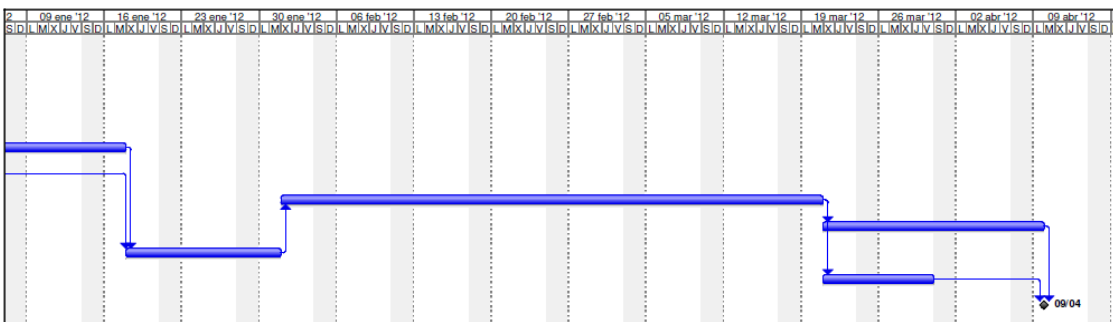 2 09 ene '12 16 ene '12 23 ene '12 30 ene '12 06 feb '12 13 feb '12 20 feb '12 27 feb '12 05 mar '12 12 mar '12 19 mar '12 26 mar '12 02 abr '12 09 abr '12
S D L M X J V S D L M X J V S D L M X J V S D L M X J V S D L M X J V S D L M X J V S D L M X J V S D L M X J V S D L M X J V S D L M X J V S D L M X J V S D L M X J V S D L M X J V S D L M X J V S D
09/04